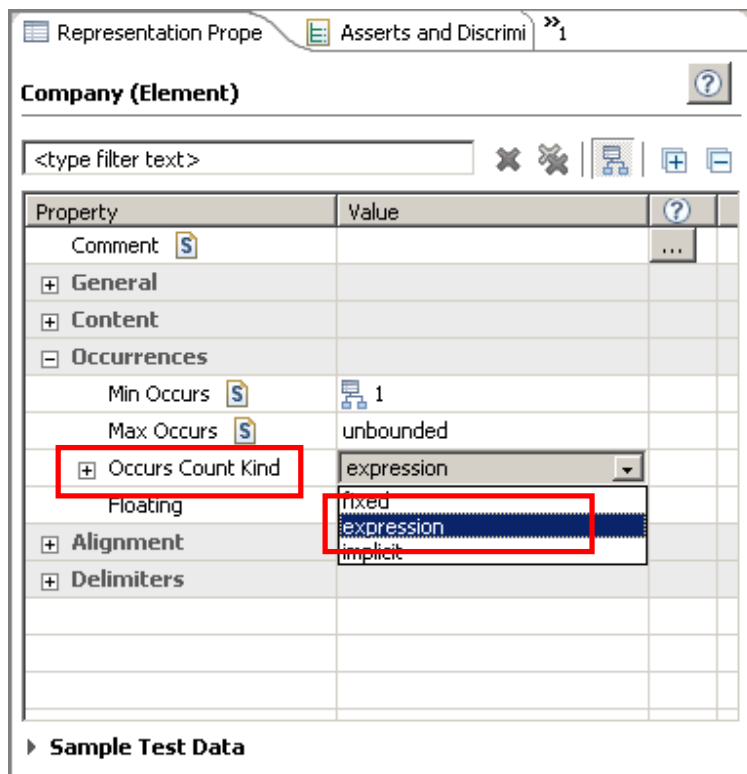 Representation Prope Asserts and Discrimi »1
Company (Element) ?
<type filter text>
Property Value ?
Comment S ...
General
Content
Occurrences
Min Occurs S 1
Max Occurs S unbounded
Occurs Count Kind expression
Floating fixed
expression
implicit
Alignment
Delimiters
Sample Test Data